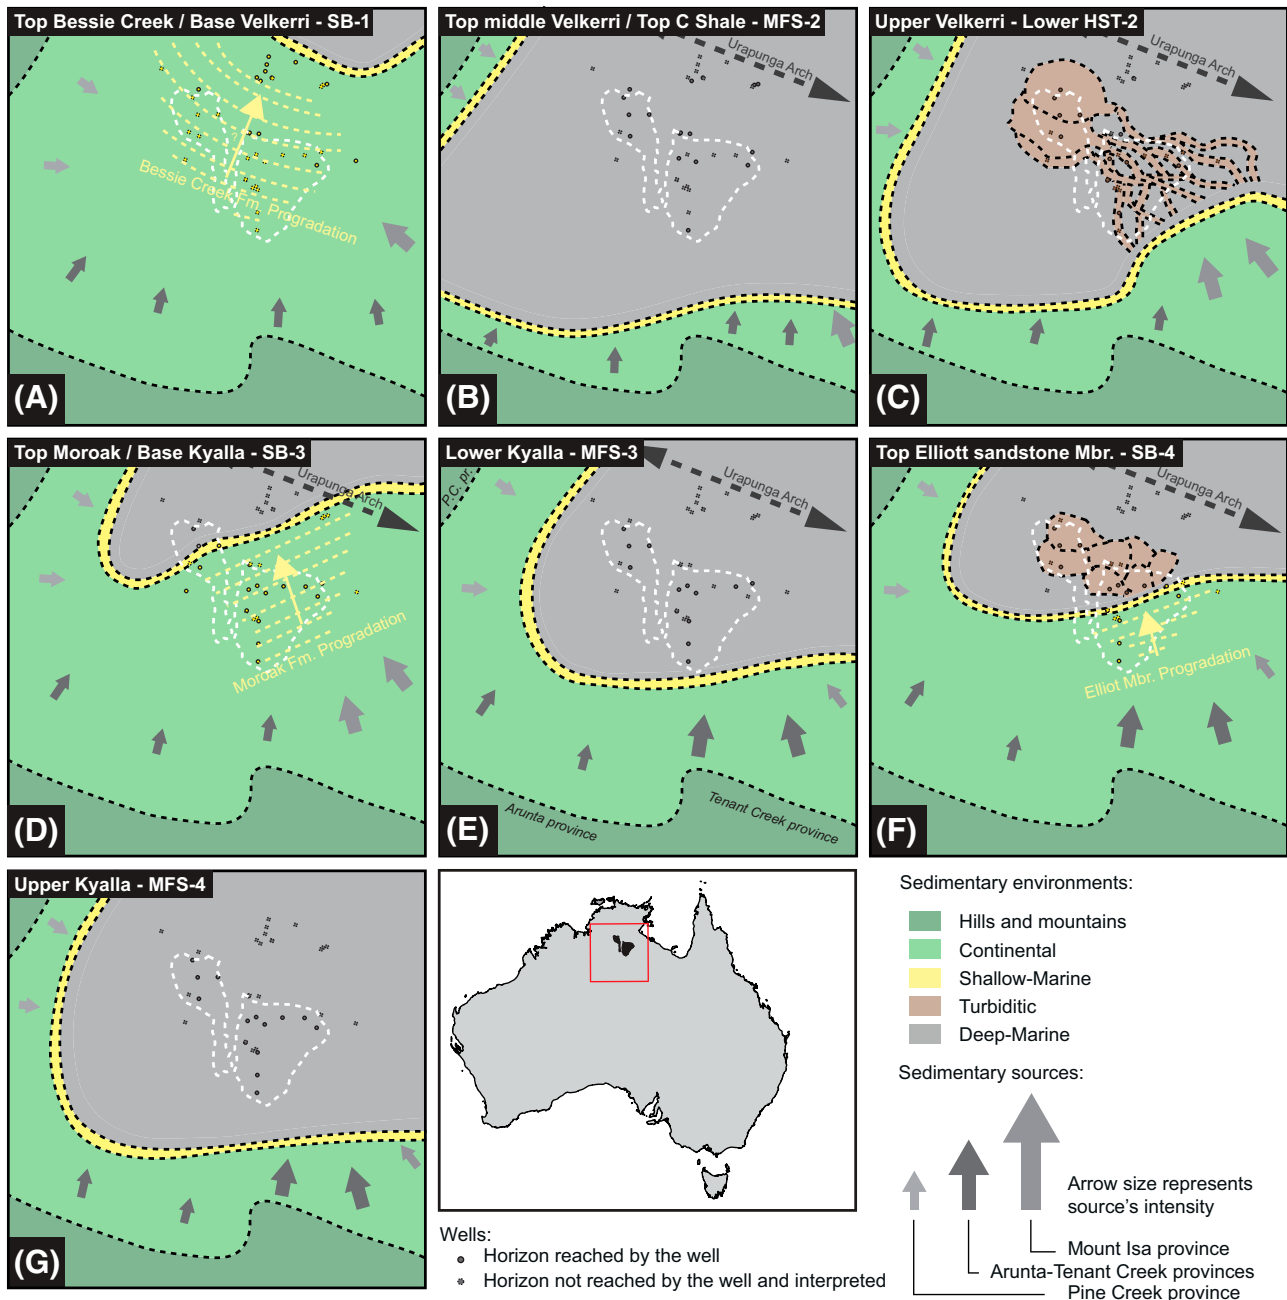 Top Bessie Creek / Base Velkerri - SB-1
Bessie Creek Fm. Progradation
?
(A)
Top middle Velkerri / Top C Shale - MFS-2
Urapunga Arch
(B)
Upper Velkerri - Lower HST-2
Urapunga Arch
(C)
Top Moroak / Base Kyalla - SB-3
Urapunga Arch
Moroak Fm. Progradation
(D)
Lower Kyalla - MFS-3
P.C. pr.
Urapunga Arch
Arunta province
Tenant Creek province
(E)
Top Elliott sandstone Mbr. - SB-4
Urapunga Arch
Elliot Mbr. Progradation
(F)
Upper Kyalla - MFS-4
(G)
Wells:
Horizon reached by the well
Horizon not reached by the well and interpreted
Sedimentary environments:
Hills and mountains
Continental
Shallow-Marine
Turbiditic
Deep-Marine
Sedimentary sources:
Arrow size represents
source's intensity
Mount Isa province
Arunta-Tenant Creek provinces
Pine Creek province